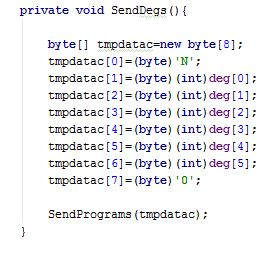 private void SendDegs(){
byte[] tmpdatac=new byte[8];
tmpdatac[0]=(byte)'N';
tmpdatac[1]=(byte)(int)deg[0];
tmpdatac[2]=(byte)(int)deg[1];
tmpdatac[3]=(byte)(int)deg[2];
tmpdatac[4]=(byte)(int)deg[3];
tmpdatac[5]=(byte)(int)deg[4];
tmpdatac[6]=(byte)(int)deg[5];
tmpdatac[7]=(byte)'0';
SendPrograms(tmpdatac);
}